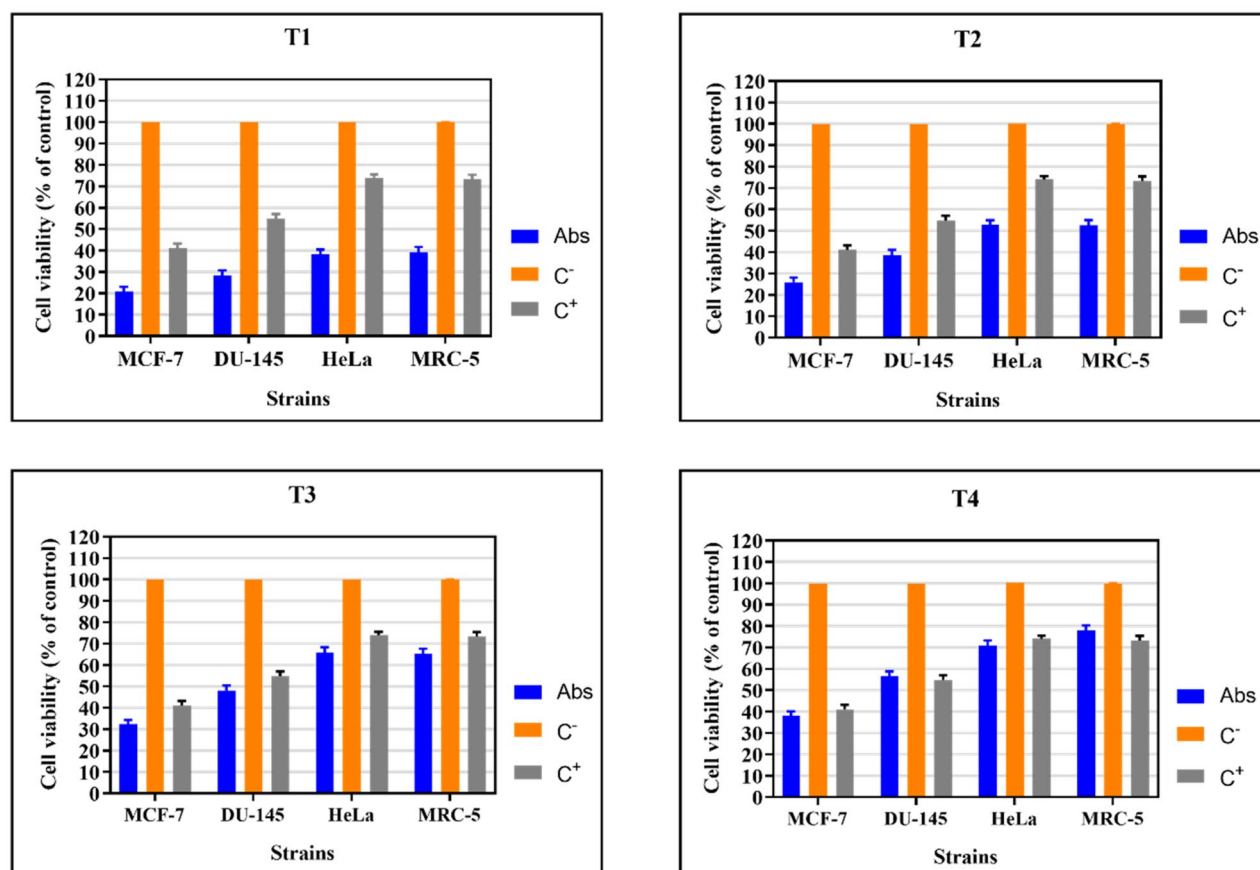 T1
Cell viability (% of control)
120
110
100
90
80
70
60
50
40
30
20
10
0
MCF-7 DU-145 HeLa MRC-5
Strains
Abs
C⁻
C⁺
T2
Cell viability (% of control)
120
110
100
90
80
70
60
50
40
30
20
10
0
MCF-7 DU-145 HeLa MRC-5
Strains
Abs
C⁻
C⁺
T3
Cell viability (% of control)
120
110
100
90
80
70
60
50
40
30
20
10
0
MCF-7 DU-145 HeLa MRC-5
Strains
Abs
C⁻
C⁺
T4
Cell viability (% of control)
120
110
100
90
80
70
60
50
40
30
20
10
0
MCF-7 DU-145 HeLa MRC-5
Strains
Abs
C⁻
C⁺